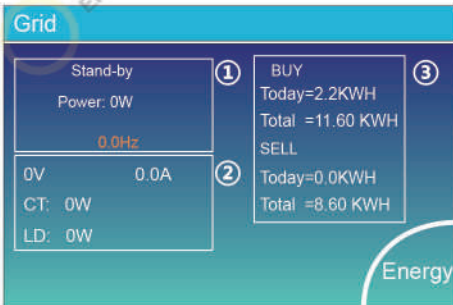 Grid
Stand-by
Power: 0W
0.0Hz
①
0V 0.0A
CT: 0W
LD: 0W
②
BUY
Today=2.2KWH
Total =11.60 KWH
SELL
Today=0.0KWH
Total =8.60 KWH
③
Energy